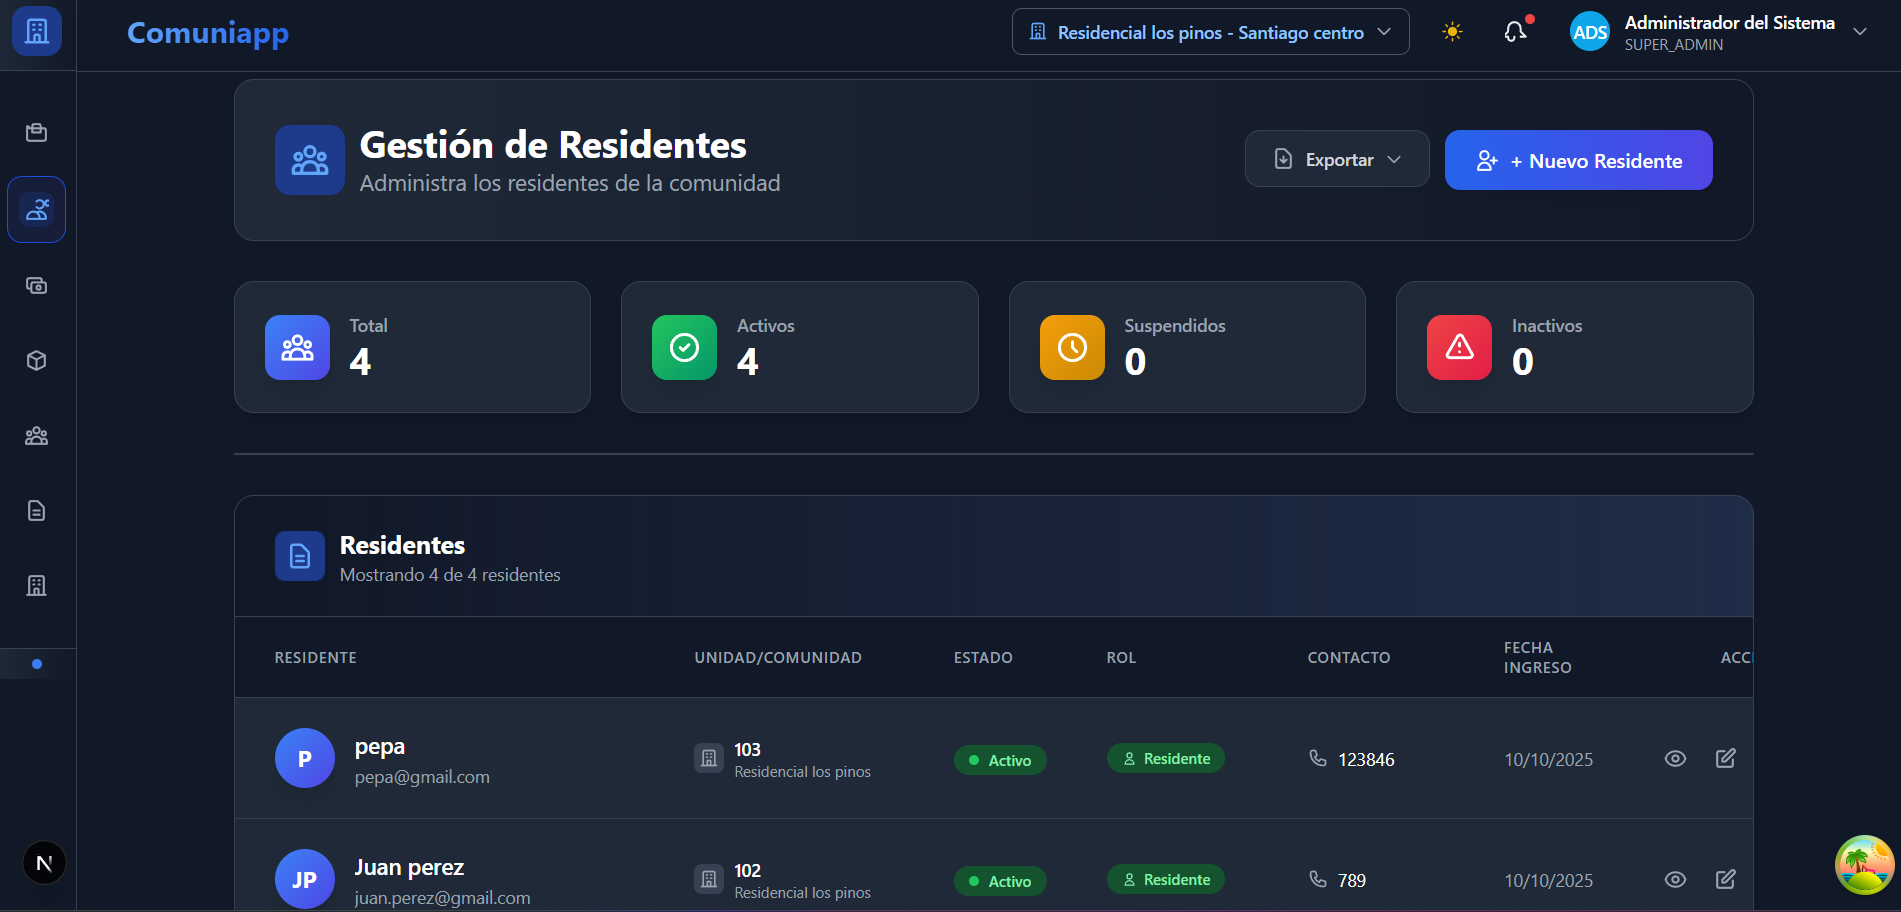 Comuniapp
Residencial los pinos - Santiago centro
ADS
Administrador del Sistema
SUPER_ADMIN
Gestión de Residentes
Administra los residentes de la comunidad
Exportar
+ Nuevo Residente
Total
4
Activos
4
Suspendidos
0
Inactivos
0
Residentes
Mostrando 4 de 4 residentes
RESIDENTE
UNIDAD/COMUNIDAD
ESTADO
ROL
CONTACTO
FECHA
INGRESO
ACCI
P
pepa
pepa@gmail.com
103
Residencial los pinos
Activo
Residente
123846
10/10/2025
JP
Juan perez
juan.perez@gmail.com
102
Residencial los pinos
Activo
Residente
789
10/10/2025
N